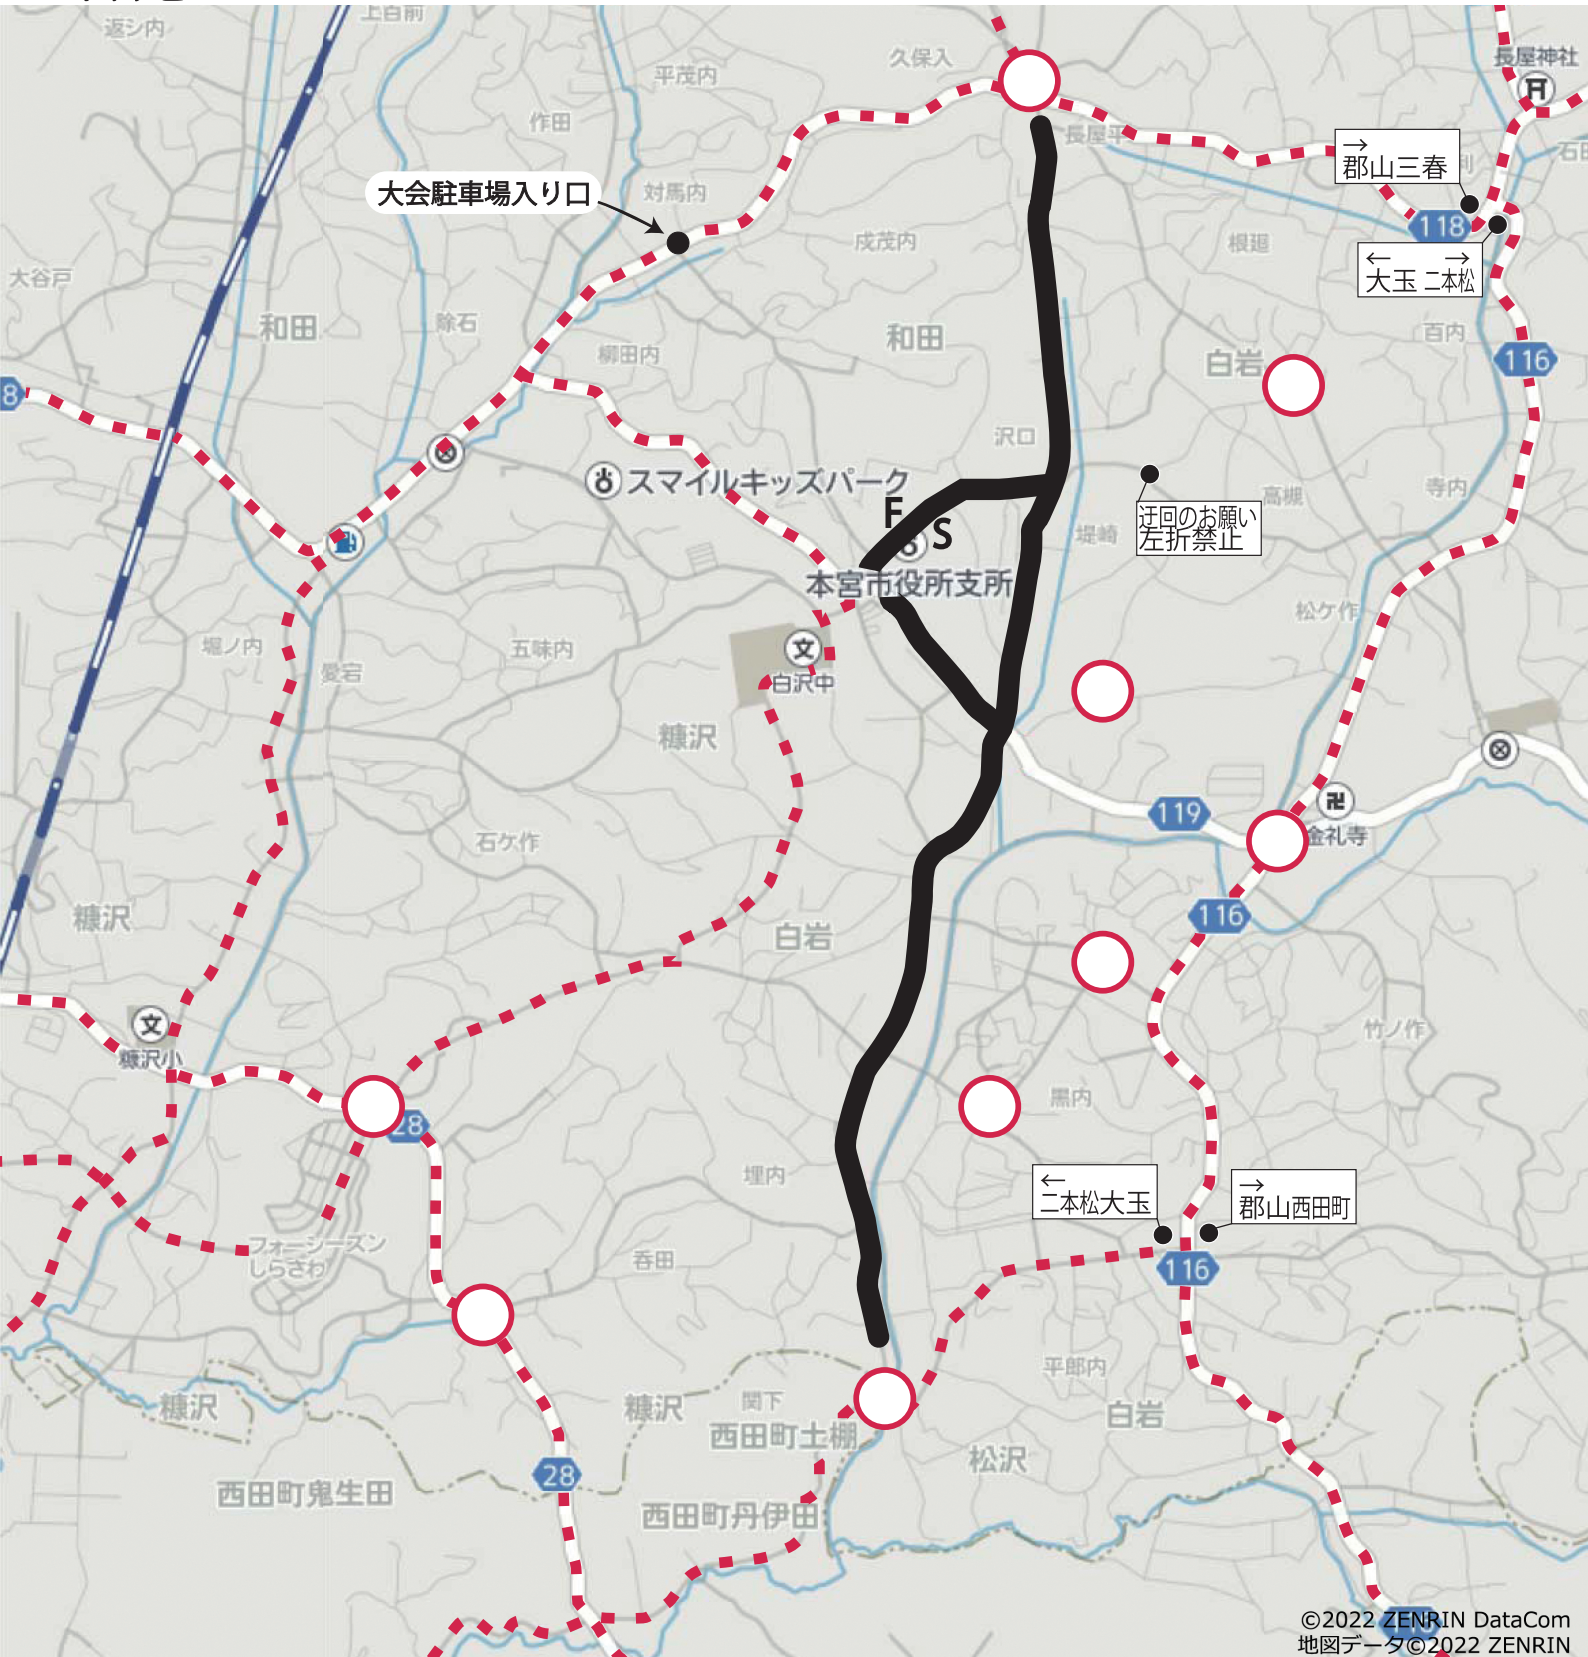 上台前
返シ内
久保入
長屋神社
平茂内
作田
長屋平
石田
→
郡山三春
利
大会駐車場入り口
対馬内
118
戍茂内
根廻
← →
大玉 二本松
大谷戸
和田
除石
和田
百内
柳田内
白岩
116
8
沢口
スマイルキッズパーク
寺内
高槻
F
S
迂回のお願い
左折禁止
堤崎
本宮市役所支所
松ケ作
堀ノ内
五味内
文
愛宕
白沢中
糠沢
119
卍
金礼寺
石ケ作
糠沢
116
白岩
文
糠沢小
竹ノ作
28
黒内
埋内
←
二本松大玉
→
郡山西田町
フォーシーズン
しらさわ
呑田
116
平郎内
糠沢
糠沢
関下
白岩
西田町土棚
松沢
28
西田町鬼生田
西田町丹伊田
©2022 ZENRIN DataCom
地図データ©2022 ZENRIN